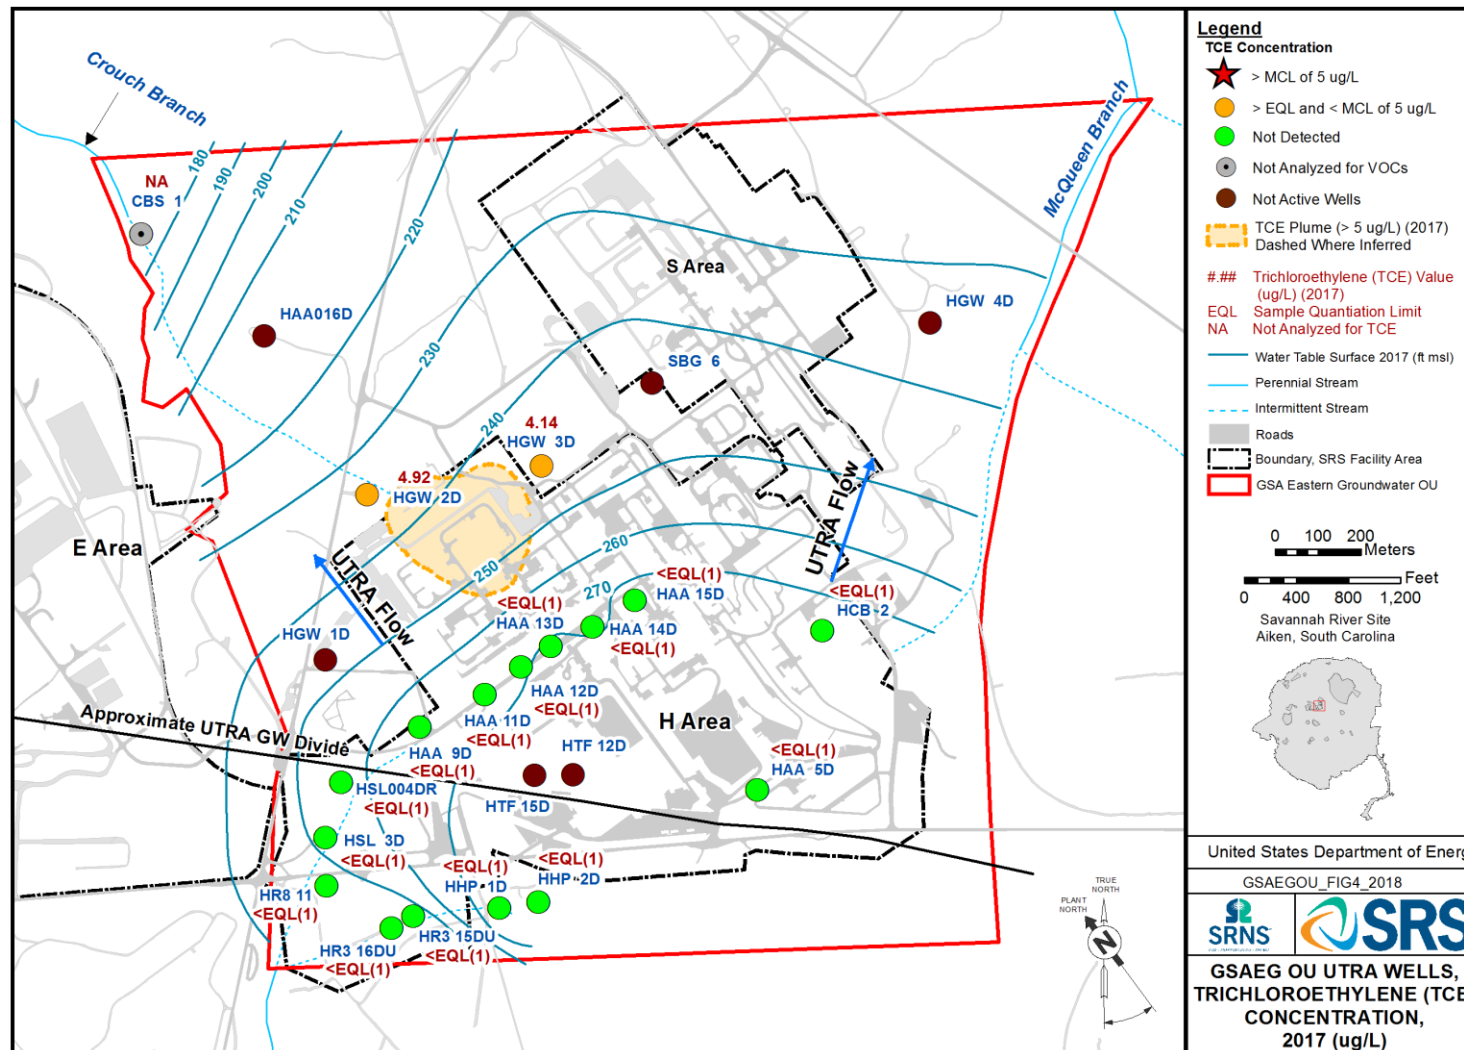 Crouch Branch
McQueen Branch
180
190
200
210
220
230
240
250
260
270
NA
CBS 1
HAA016D
S Area
HGW 4D
SBG 6
4.14
HGW 3D
4.92
HGW 2D
E Area
UTRA Flow
UTRA Flow
<EQL(1)
HAA 15D
<EQL(1)
HCB 2
<EQL(1)
HAA 13D
HAA 14D
<EQL(1)
HGW 1D
HAA 12D
<EQL(1)
HAA 11D
<EQL(1)
H Area
Approximate UTRA GW Divide
HAA 9D
<EQL(1)
HTF 12D
<EQL(1)
HAA 5D
HSL004DR
<EQL(1)
HTF 15D
HSL 3D
<EQL(1)
<EQL(1)
HHP 2D
<EQL(1)
HHP 1D
HR8 11
<EQL(1)
HR3 15DU
<EQL(1)
HR3 16DU
<EQL(1)
TRUE
NORTH
PLANT
NORTH
N
Legend
TCE Concentration
> MCL of 5 ug/L
> EQL and < MCL of 5 ug/L
Not Detected
Not Analyzed for VOCs
Not Active Wells
TCE Plume (> 5 ug/L) (2017)
Dashed Where Inferred
#.## Trichloroethylene (TCE) Value
(ug/L) (2017)
EQL Sample Quantiation Limit
NA Not Analyzed for TCE
Water Table Surface 2017 (ft msl)
Perennial Stream
Intermittent Stream
Roads
Boundary, SRS Facility Area
GSA Eastern Groundwater OU
0 100 200
Meters
Feet
0 400 800 1,200
Savannah River Site
Aiken, South Carolina
United States Department of Energ
GSAEGOU_FIG4_2018
SRNS
SRS
GSAEG OU UTRA WELLS,
TRICHLOROETHYLENE (TCE
CONCENTRATION,
2017 (ug/L)